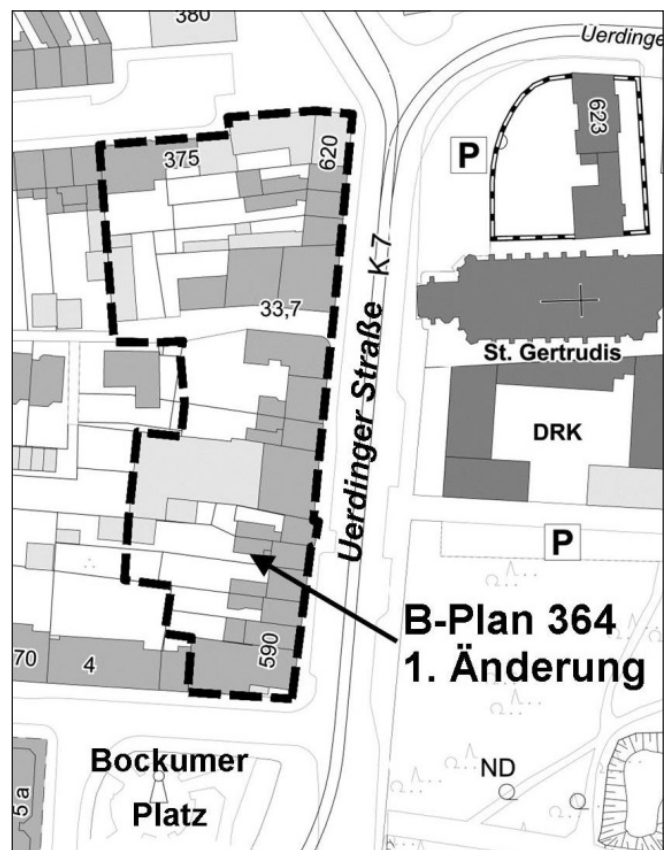 380
Uerdinge
623
P
375
620
33,7
Uerdinger Straße K 7
St. Gertrudis
DRK
P
B-Plan 364
1. Änderung
590
70
4
Bockumer
Platz
ND
5 a